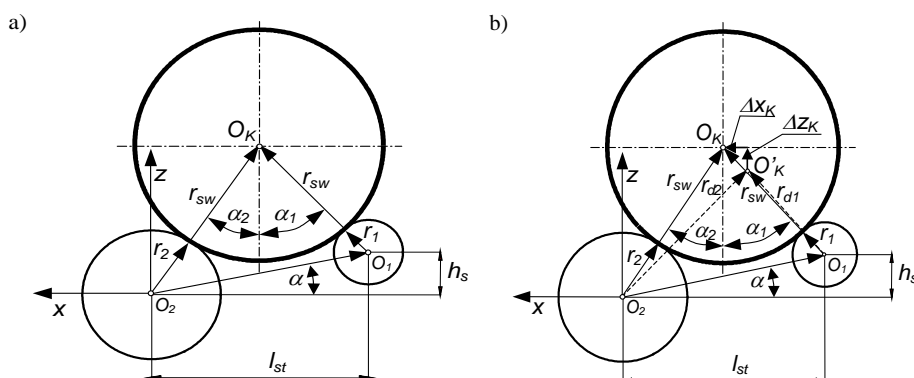 a)
O_K
z
r_sw
r_sw
α_2
α_1
r_2
r_1
O_1
α
h_s
x
O_2
l_st
b)
Δx_K
O_K
Δz_K
O'_K
z
r_sw
r_d2
r_sw
r_d1
α_2
α_1
r_2
r_1
O_1
α
h_s
x
O_2
l_st